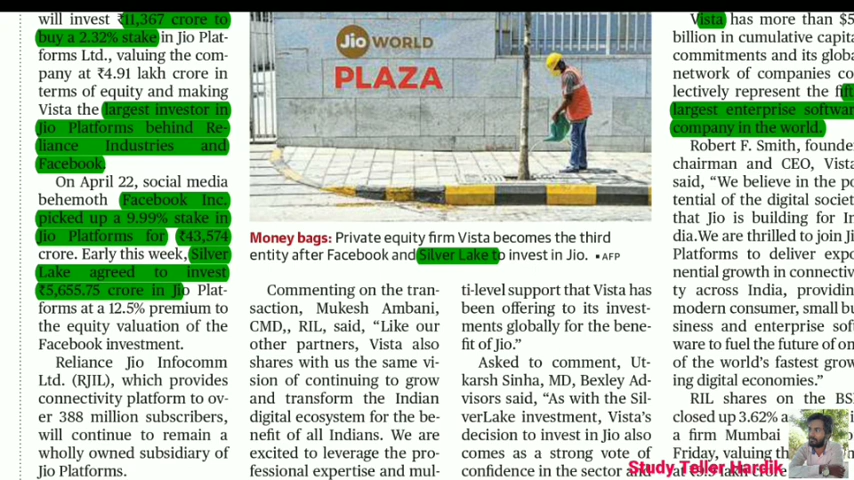 will invest ₹11,367 crore to
buy a 2.32% stake in Jio Plat-
forms Ltd., valuing the com-
pany at ₹4.91 lakh crore in
terms of equity and making
Vista the largest investor in
Jio Platforms behind Re-
liance Industries and
Facebook.
On April 22, social media
behemoth Facebook Inc.
picked up a 9.99% stake in
Jio Platforms for ₹43,574
crore. Early this week, Silver
Lake agreed to invest
₹5,655.75 crore in Jio Plat-
forms at a 12.5% premium to
the equity valuation of the
Facebook investment.
Reliance Jio Infocomm
Ltd. (RJIL), which provides
connectivity platform to ov-
er 388 million subscribers,
will continue to remain a
wholly owned subsidiary of
Jio Platforms.
Jio WORLD
PLAZA
Money bags: Private equity firm Vista becomes the third
entity after Facebook and Silver Lake to invest in Jio. ▪ AFP
Commenting on the tran-
saction, Mukesh Ambani,
CMD,, RIL, said, “Like our
other partners, Vista also
shares with us the same vi-
sion of continuing to grow
and transform the Indian
digital ecosystem for the be-
nefit of all Indians. We are
excited to leverage the pro-
fessional expertise and mul-
ti-level support that Vista has
been offering to its invest-
ments globally for the bene-
fit of Jio.”
Asked to comment, Ut-
karsh Sinha, MD, Bexley Ad-
visors said, “As with the Sil-
verLake investment, Vista’s
decision to invest in Jio also
comes as a strong vote of
confidence in the sector and
Vista has more than $5
billion in cumulative capita
commitments and its globa
network of companies co
lectively represent the fift
largest enterprise softwar
company in the world.
Robert F. Smith, founde
chairman and CEO, Vista
said, “We believe in the po
tential of the digital societ
that Jio is building for In
dia.We are thrilled to join Ji
Platforms to deliver expo
nential growth in connectiv
ty across India, providin
modern consumer, small bu
siness and enterprise soft
ware to fuel the future of on
of the world’s fastest grow
ing digital economies.”
RIL shares on the BS
closed up 3.62% a
a firm Mumbai
Friday, valuing th
Study Teller Hardik